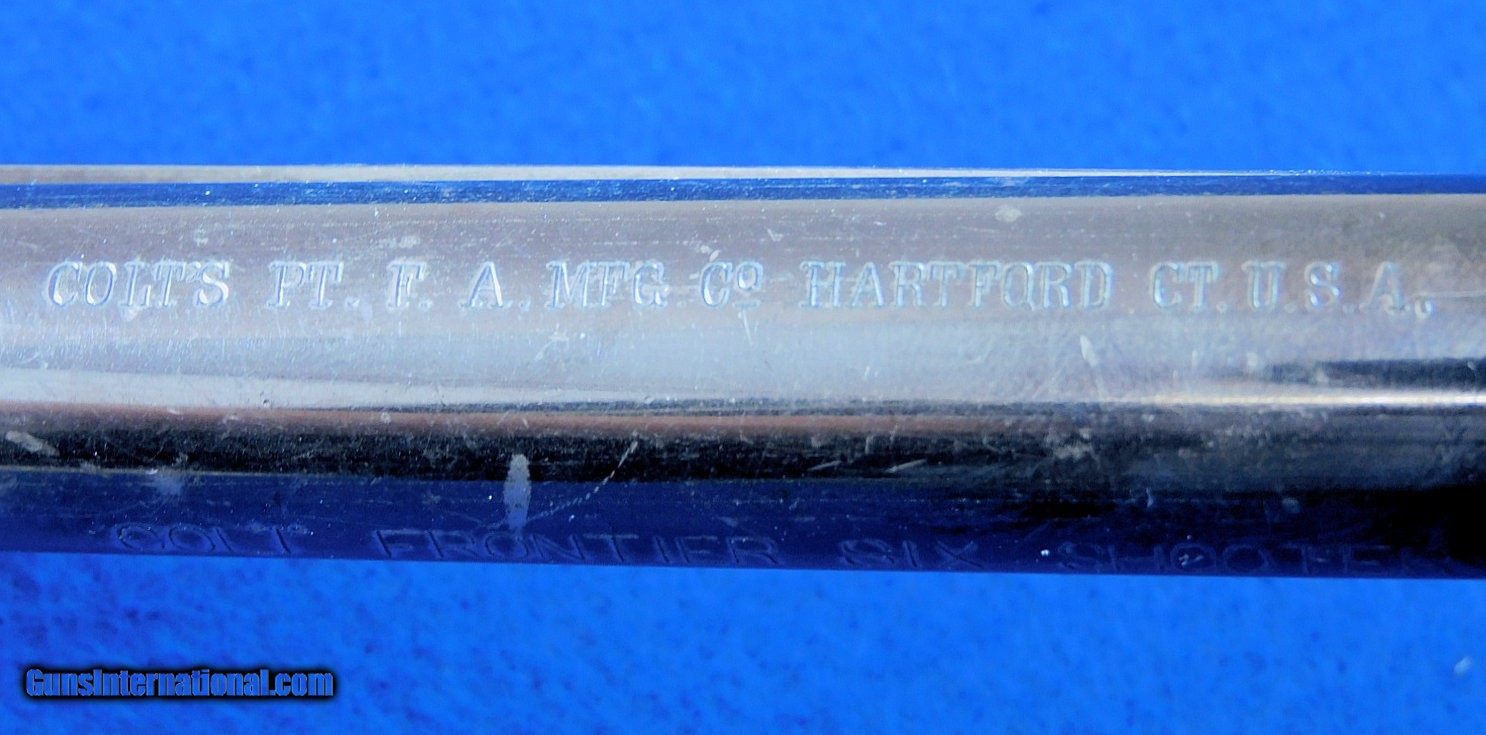 COLT'S PT. F. A. MFG Cº HARTFORD CT. U.S.A.
COLT FRONTIER SIX SHOOTER
GunsInternational.com